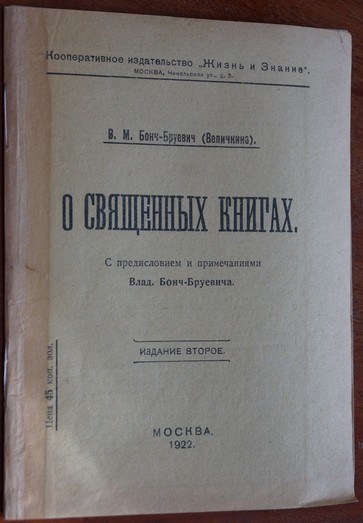 Кооперативное издательство „Жизнь и Знание".
МОСКВА, Никольская ул., д. 3.
В. М. Бонч-Бруевич (Величкина).
О СВЯЩЕННЫХ КНИГАХ.
С предисловием и примечаниями
Влад. Бонч-Бруевича.
ИЗДАНИЕ ВТОРОЕ.
МОСКВА.
1922.
Цена 45 коп. зол.